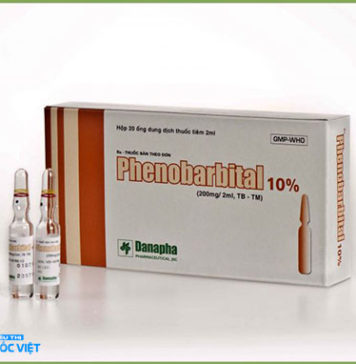 Hộp 20 ống dung dịch thuốc tiêm 2ml
GMP-WHO
Rx - THUỐC BÁN THEO ĐƠN
Phenobarbital 10%
(200mg/ 2ml, TB - TM)
Danapha
PHARMACEUTICAL JSC
Phenobarbital
ỐC VIỆT